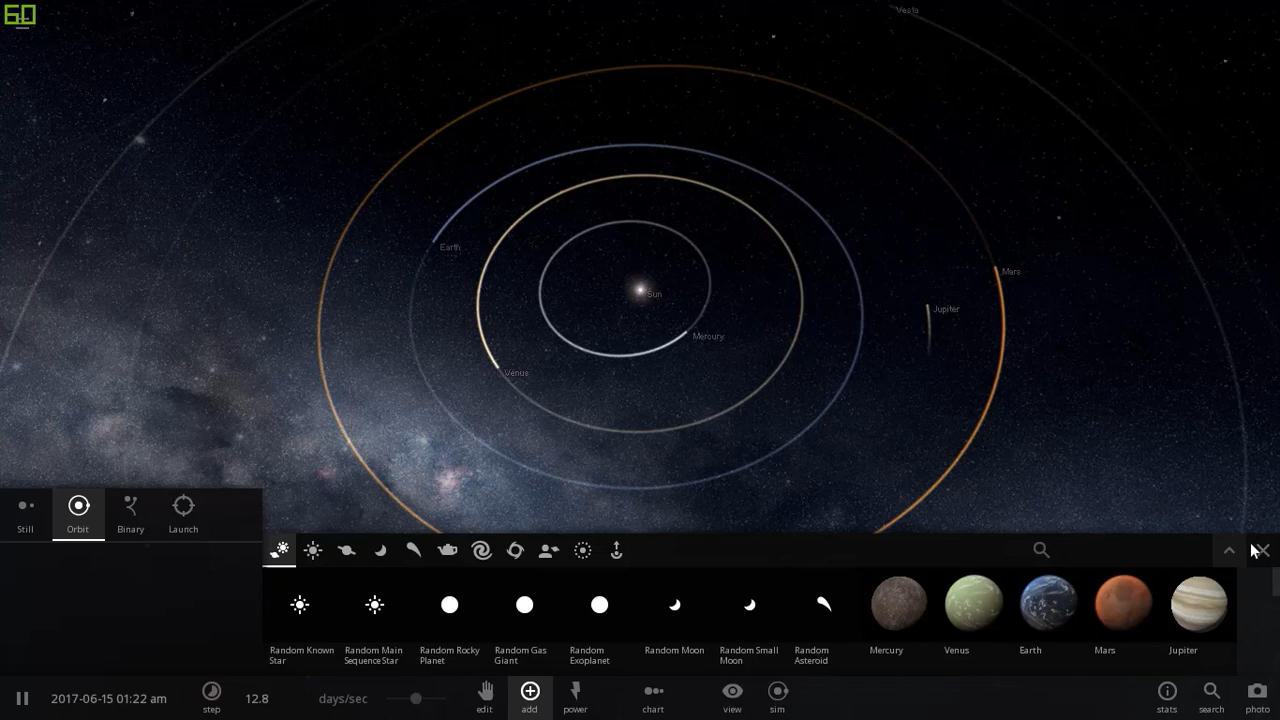 60
Vesta
Earth
Mars
Sun
Jupiter
Mercury
Venus
Still
Orbit
Binary
Launch
Random Known
Star
Random Main
Sequence Star
Random Rocky
Planet
Random Gas
Giant
Random
Exoplanet
Random Moon
Random Small
Moon
Random
Asteroid
Mercury
Venus
Earth
Mars
Jupiter
2017-06-15 01:22 am
step
12.8
days/sec
edit
add
power
chart
view
sim
stats
search
photo